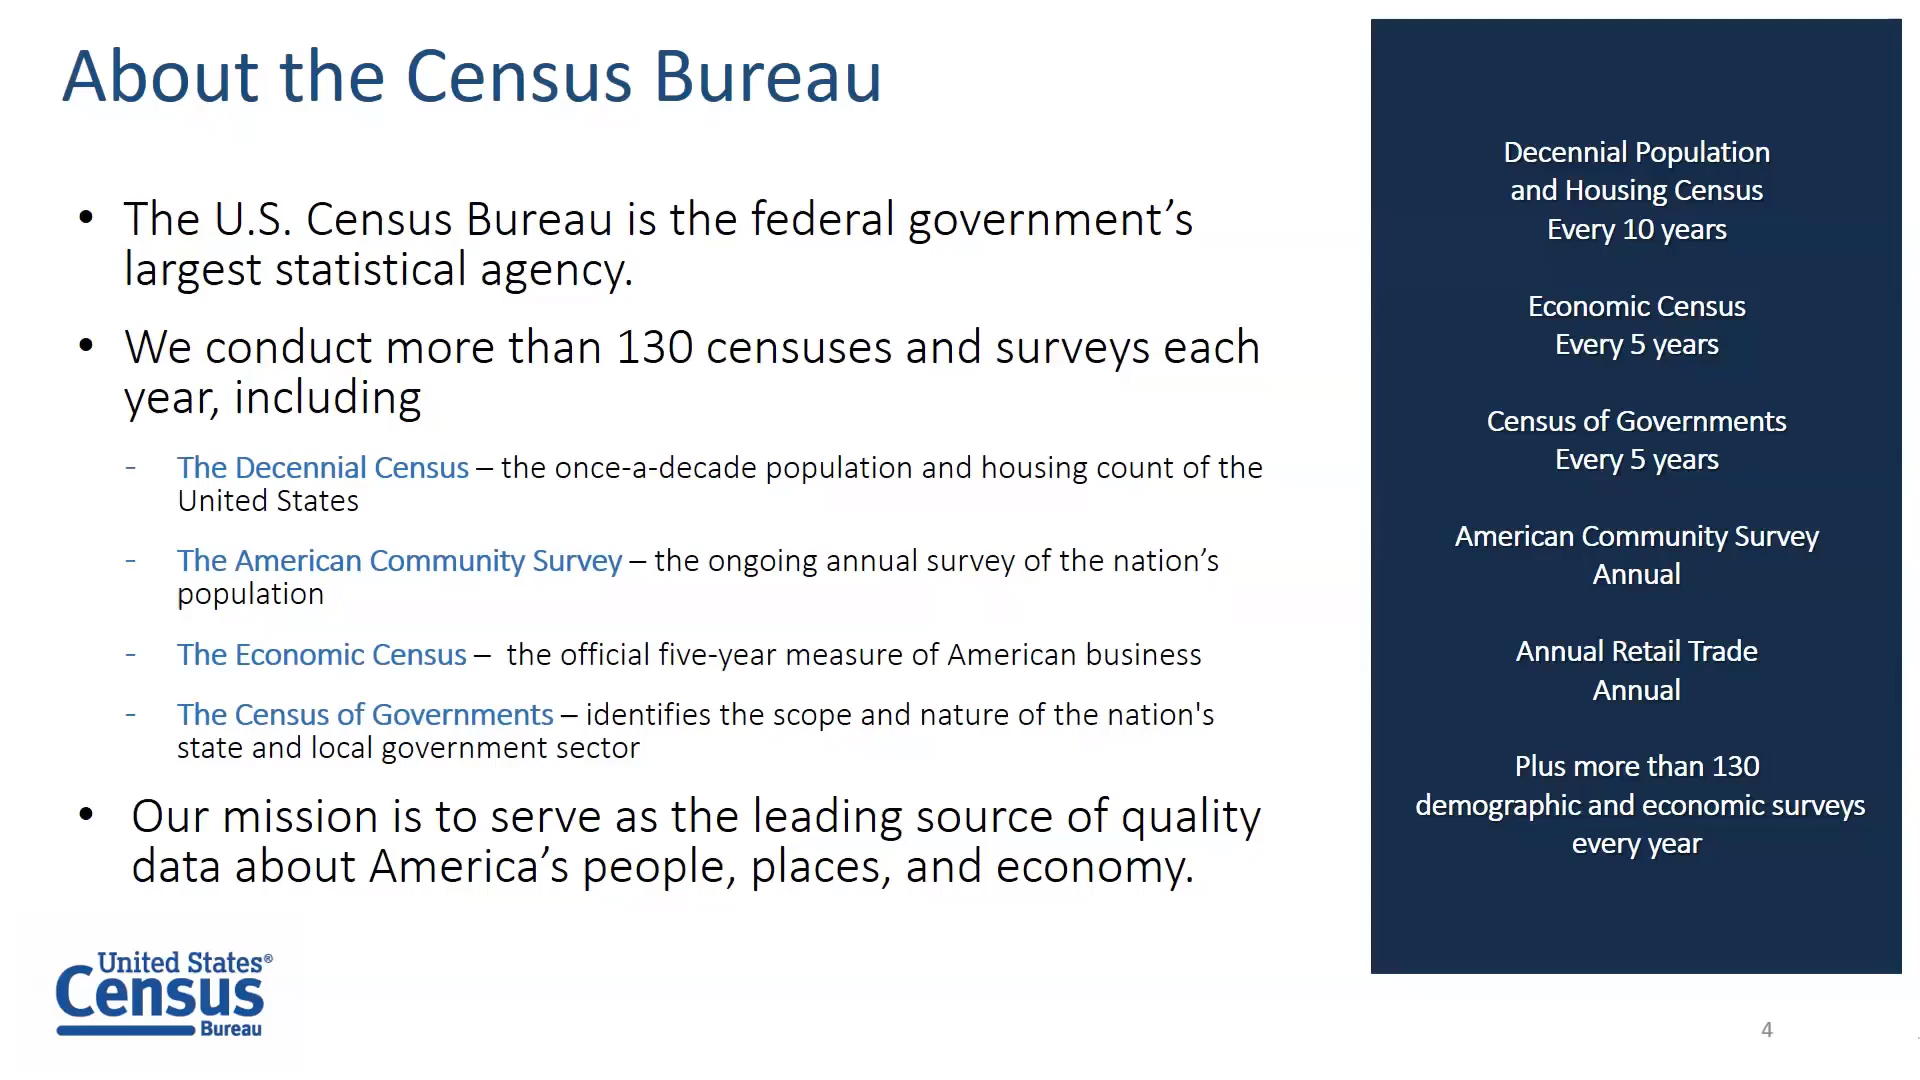 About the Census Bureau
• The U.S. Census Bureau is the federal government’s
largest statistical agency.
• We conduct more than 130 censuses and surveys each
year, including
- The Decennial Census – the once-a-decade population and housing count of the
United States
- The American Community Survey – the ongoing annual survey of the nation’s
population
- The Economic Census –  the official five-year measure of American business
- The Census of Governments – identifies the scope and nature of the nation's
state and local government sector
• Our mission is to serve as the leading source of quality
data about America’s people, places, and economy.
Decennial Population
and Housing Census
Every 10 years
Economic Census
Every 5 years
Census of Governments
Every 5 years
American Community Survey
Annual
Annual Retail Trade
Annual
Plus more than 130
demographic and economic surveys
every year
United States®
Census
Bureau
4